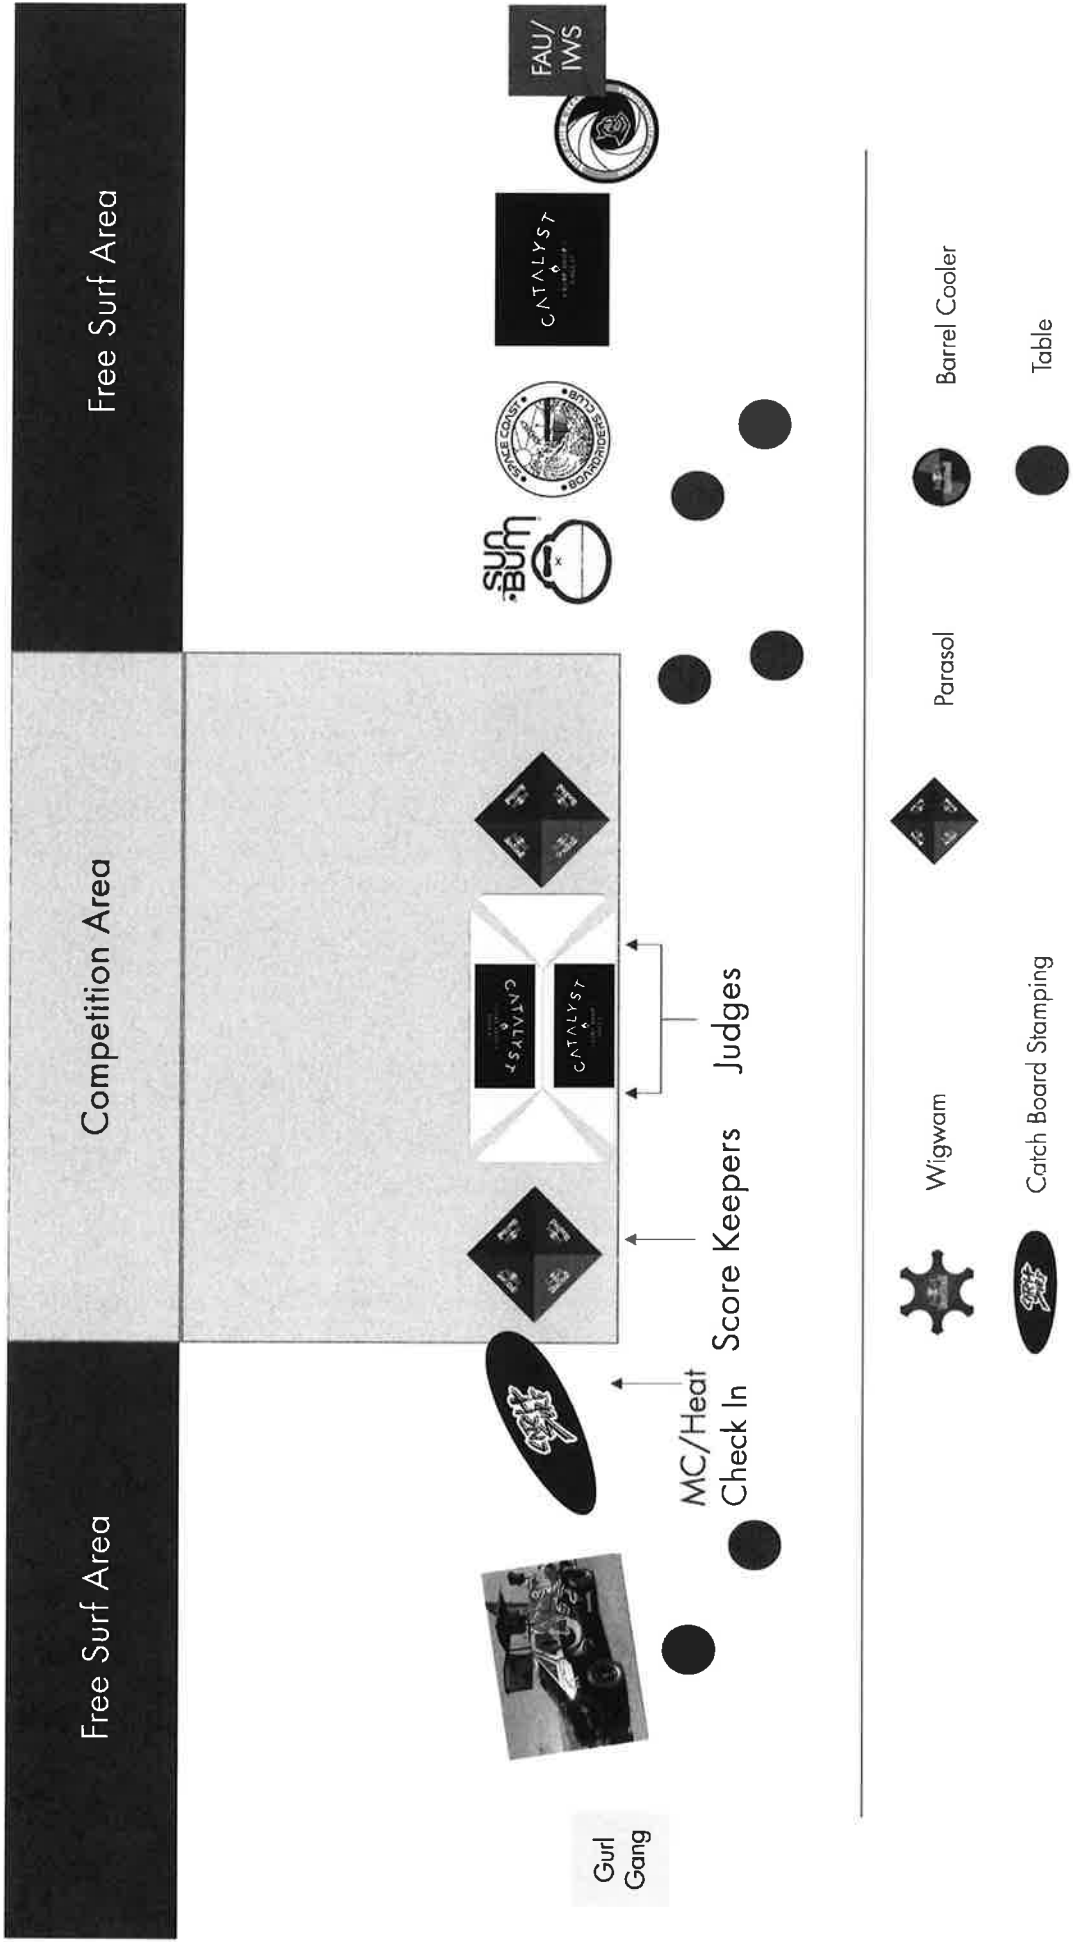 Free Surf Area
Competition Area
Free Surf Area
Gurl
Gang
MC/Heat
Check In
Score Keepers
Judges
CATALYST
CATALYST
Sun
Bum
SPACE COAST
BOARDRIDERS CLUB
CATALYST
FAU/
IWS
Wigwam
Parasol
Barrel Cooler
Catch Board Stamping
Table